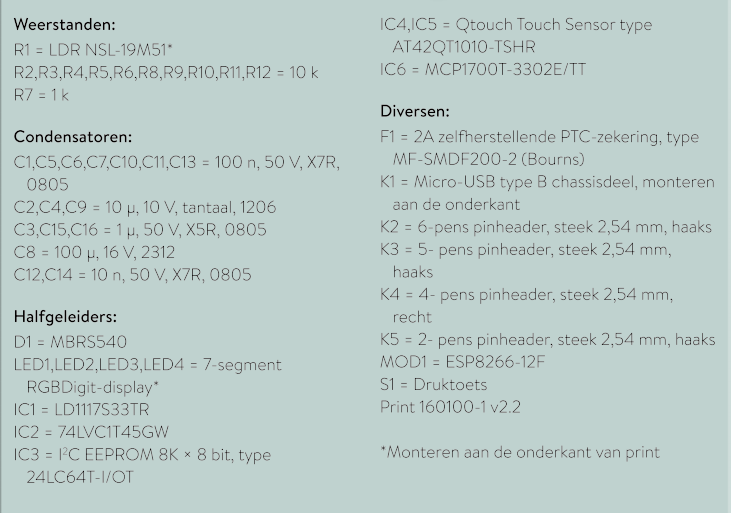 Weerstanden:
R1 = LDR NSL-19M51*
R2,R3,R4,R5,R6,R8,R9,R10,R11,R12 = 10 k
R7 = 1 k
Condensatoren:
C1,C5,C6,C7,C10,C11,C13 = 100 n, 50 V, X7R,
0805
C2,C4,C9 = 10 µ, 10 V, tantaal, 1206
C3,C15,C16 = 1 µ, 50 V, X5R, 0805
C8 = 100 µ, 16 V, 2312
C12,C14 = 10 n, 50 V, X7R, 0805
Halfgeleiders:
D1 = MBRS540
LED1,LED2,LED3,LED4 = 7-segment
RGBDigit-display*
IC1 = LD1117S33TR
IC2 = 74LVC1T45GW
IC3 = I²C EEPROM 8K × 8 bit, type
24LC64T-I/OT
IC4,IC5 = Qtouch Touch Sensor type
AT42QT1010-TSHR
IC6 = MCP1700T-3302E/TT
Diversen:
F1 = 2A zelfherstellende PTC-zekering, type
MF-SMDF200-2 (Bourns)
K1 = Micro-USB type B chassisdeel, monteren
aan de onderkant
K2 = 6-pens pinheader, steek 2,54 mm, haaks
K3 = 5- pens pinheader, steek 2,54 mm,
haaks
K4 = 4- pens pinheader, steek 2,54 mm,
recht
K5 = 2- pens pinheader, steek 2,54 mm, haaks
MOD1 = ESP8266-12F
S1 = Druktoets
Print 160100-1 v2.2
*Monteren aan de onderkant van print